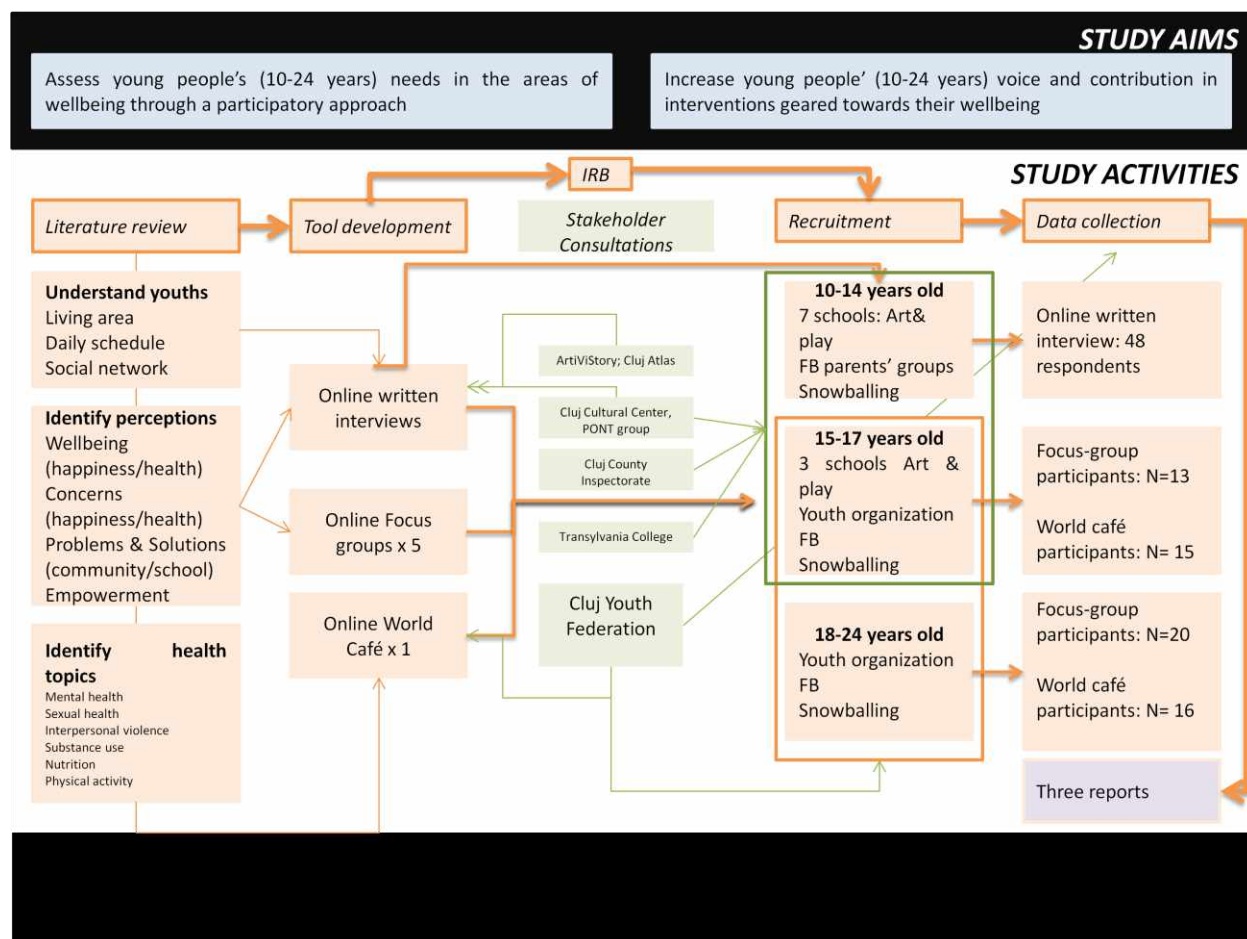 STUDY AIMS
Assess young people's (10-24 years) needs in the areas of
wellbeing through a participatory approach
Increase young people' (10-24 years) voice and contribution in
interventions geared towards their wellbeing
STUDY ACTIVITIES
IRB
Literature review
Tool development
Stakeholder
Consultations
Recruitment
Data collection
Understand youths
Living area
Daily schedule
Social network
Identify perceptions
Wellbeing
(happiness/health)
Concerns
(happiness/health)
Problems & Solutions
(community/school)
Empowerment
Identify health
topics
Mental health
Sexual health
Interpersonal violence
Substance use
Nutrition
Physical activity
Online written
interviews
Online Focus
groups x 5
Online World
Café x 1
ArtiViStory; Cluj Atlas
Cluj Cultural Center,
PONT group
Cluj County
Inspectorate
Transylvania College
Cluj Youth
Federation
10-14 years old
7 schools: Art&
play
FB parents' groups
Snowballing
15-17 years old
3 schools Art &
play
Youth organization
FB
Snowballing
18-24 years old
Youth organization
FB
Snowballing
Online written
interview: 48
respondents
Focus-group
participants: N=13
World café
participants: N= 15
Focus-group
participants: N=20
World café
participants: N= 16
Three reports